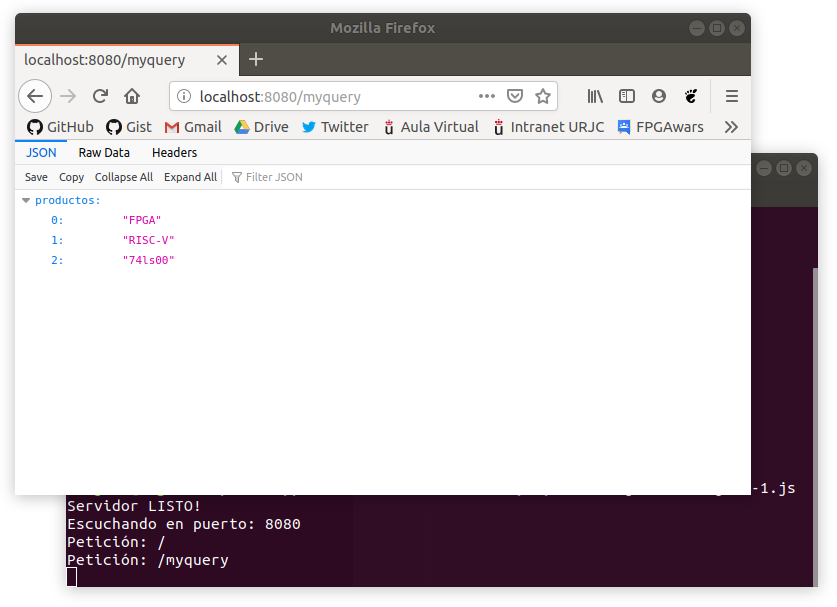 Mozilla Firefox
localhost:8080/myquery
localhost:8080/myquery
GitHub Gist Gmail Drive Twitter Aula Virtual Intranet URJC FPGAwars
JSON Raw Data Headers
Save Copy Collapse All Expand All Filter JSON
productos:
0: "FPGA"
1: "RISC-V"
2: "74ls00"
-1.js
Servidor LISTO!
Escuchando en puerto: 8080
Petición: /
Petición: /myquery